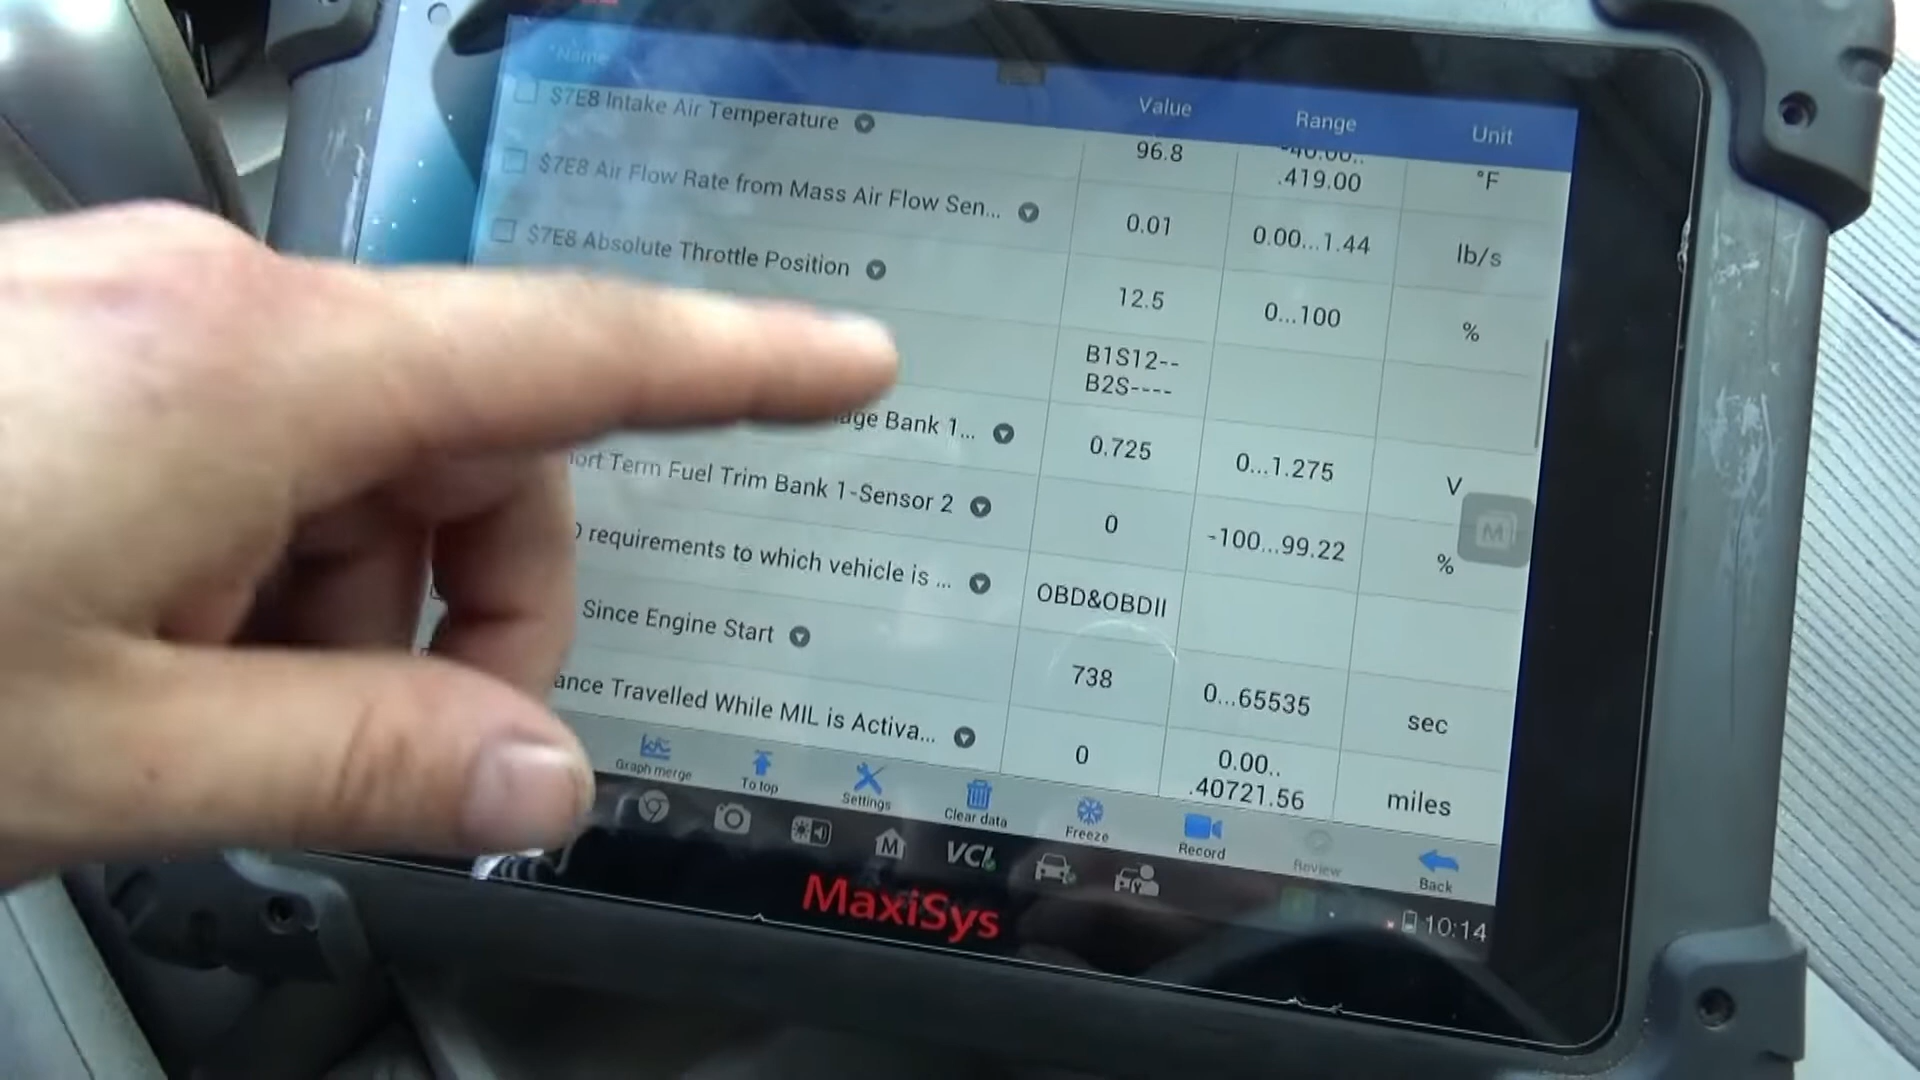 *Name Value Range Unit
$7E8 Intake Air Temperature 96.8 -40.00..
.419.00 °F
$7E8 Air Flow Rate from Mass Air Flow Sen... 0.01 0.00...1.44 lb/s
$7E8 Absolute Throttle Position 12.5 0...100 %
B1S12--
B2S----
age Bank 1... 0.725 0...1.275 V
ort Term Fuel Trim Bank 1-Sensor 2 0 -100...99.22 %
M
requirements to which vehicle is ... OBD&OBDII
Since Engine Start 738 0...65535 sec
ance Travelled While MIL is Activa... 0 0.00..
.40721.56 miles
Graph merge To top Settings Clear data Freeze Record Review Back
M VCI 10:14
MaxiSys